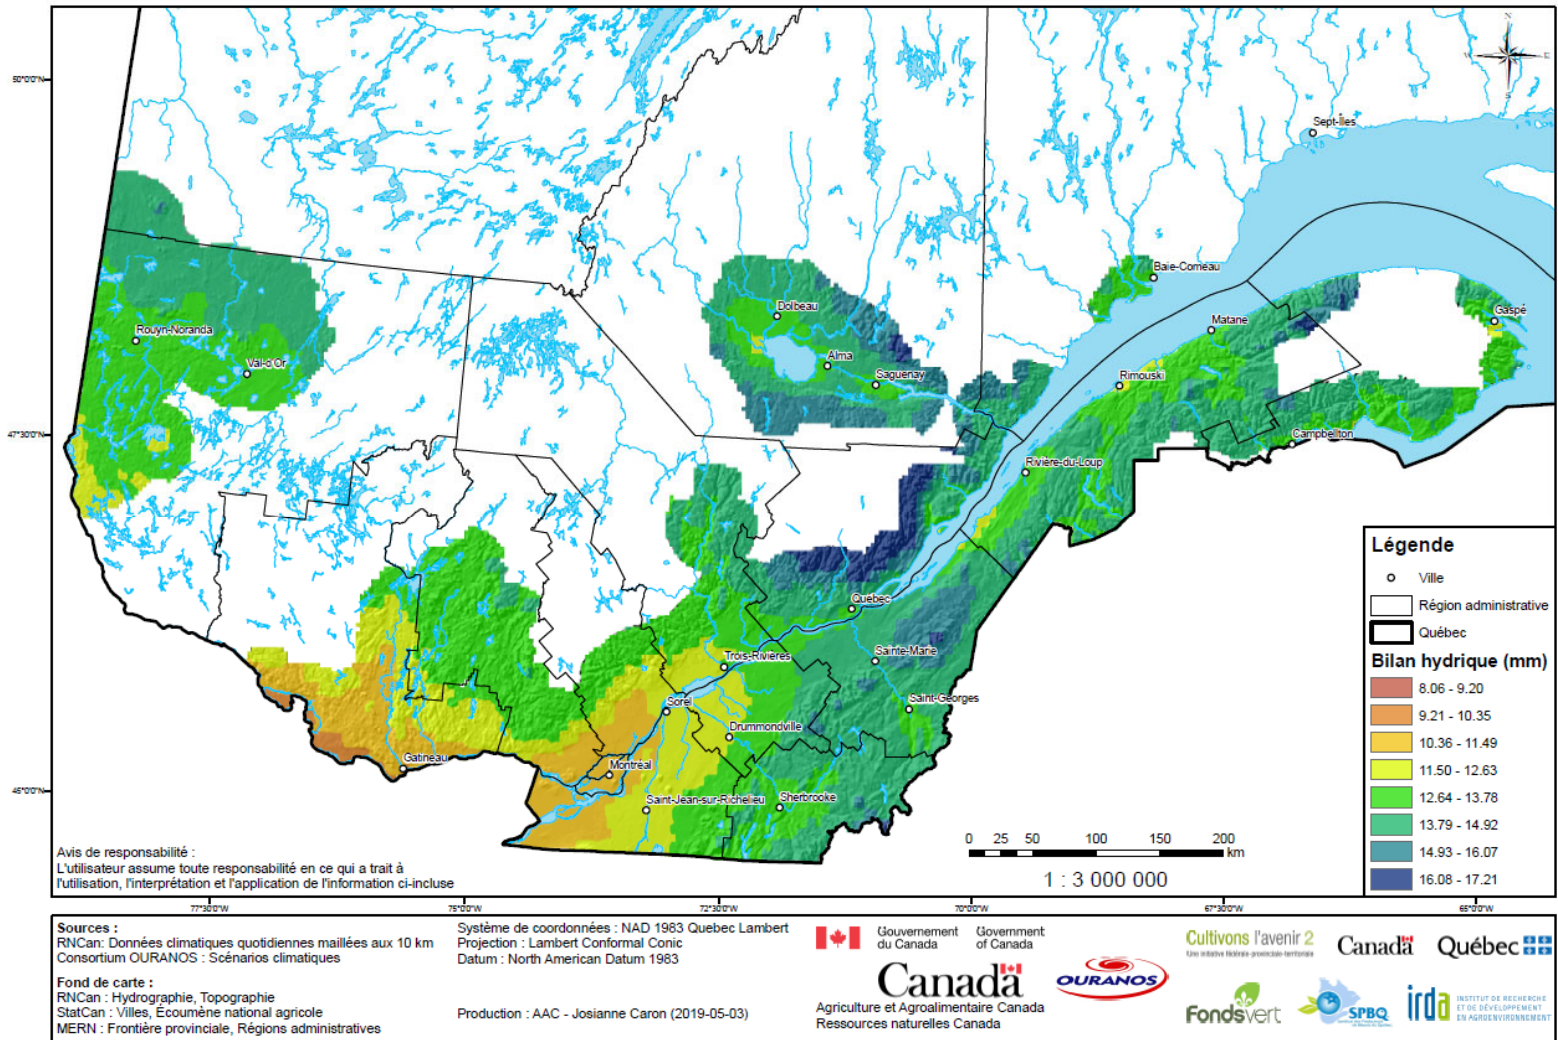 50°0'0"N
47°30'0"N
45°0'0"N
N
W
E
S
Sept-Îles
Baie-Comeau
Gaspé
Dolbeau
Matane
Rouyn-Noranda
Val-d'Or
Alma
Saguenay
Rimouski
Campbellton
Rivière-du-Loup
Québec
Sainte-Marie
Trois-Rivières
Saint-Georges
Sorel
Drummondville
Gatineau
Montréal
Saint-Jean-sur-Richelieu
Sherbrooke
Légende
Ville
Région administrative
Québec
Bilan hydrique (mm)
8.06 - 9.20
9.21 - 10.35
10.36 - 11.49
11.50 - 12.63
12.64 - 13.78
13.79 - 14.92
14.93 - 16.07
16.08 - 17.21
0 25 50 100 150 200
km
1 : 3 000 000
Avis de responsabilité :
L'utilisateur assume toute responsabilité en ce qui a trait à
l'utilisation, l'interprétation et l'application de l'information ci-incluse
77°30'0"W
75°0'0"W
72°30'0"W
70°0'0"W
67°30'0"W
65°0'0"W
Sources :
RNCan: Données climatiques quotidiennes maillées aux 10 km
Consortium OURANOS : Scénarios climatiques
Fond de carte :
RNCan : Hydrographie, Topographie
StatCan : Villes, Écoumène national agricole
MERN : Frontière provinciale, Régions administratives
Système de coordonnées : NAD 1983 Quebec Lambert
Projection : Lambert Conformal Conic
Datum : North American Datum 1983
Production : AAC - Josianne Caron (2019-05-03)
Gouvernement
du Canada
Government
of Canada
Canada
Agriculture et Agroalimentaire Canada
Ressources naturelles Canada
OURANOS
Cultivons l'avenir 2
Une initiative fédérale-provinciale-territoriale
Canada
Québec
Fondsvert
SPBQ
irda
INSTITUT DE RECHERCHE
ET DE DÉVELOPPEMENT
EN AGROENVIRONNEMENT